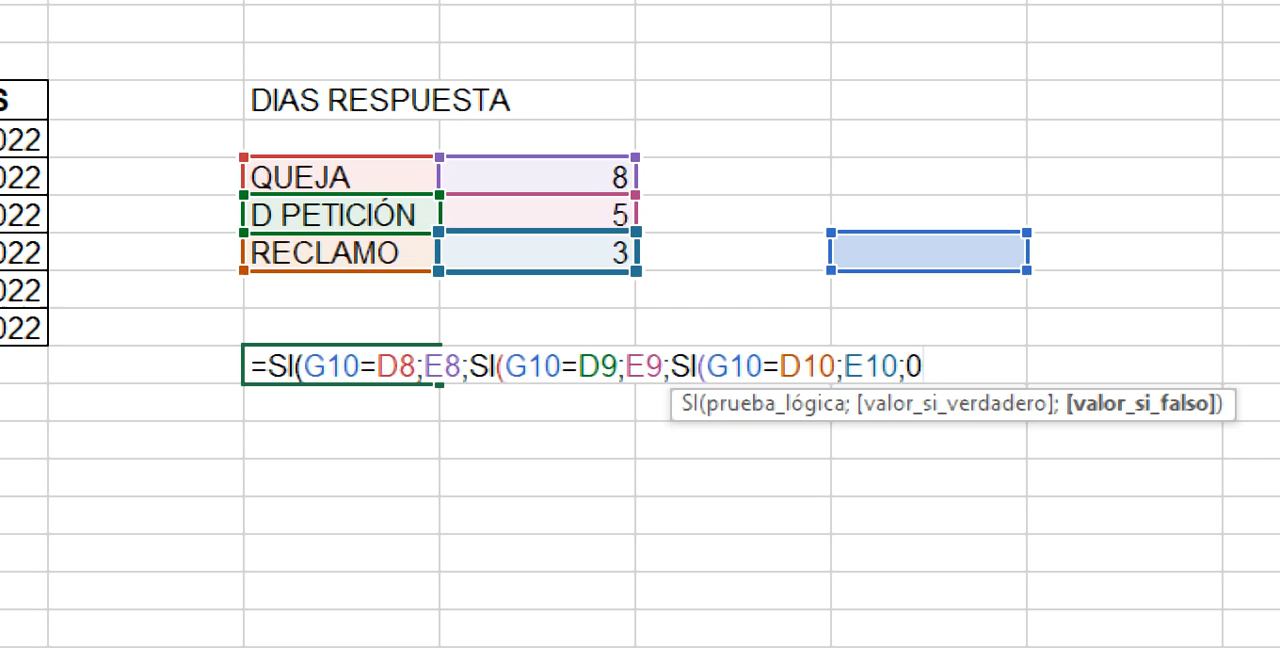 S
DIAS RESPUESTA
022
022 QUEJA 8
022 D PETICIÓN 5
022 RECLAMO 3
022
022
=SI(G10=D8;E8;SI(G10=D9;E9;SI(G10=D10;E10;0
SI(prueba_lógica; [valor_si_verdadero]; [valor_si_falso])